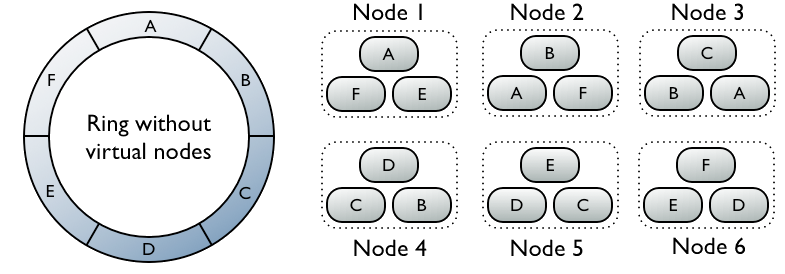 A
B
C
D
E
F
Ring without
virtual nodes
Node 1
A
F E
Node 2
B
A F
Node 3
C
B A
D
C B
Node 4
E
D C
Node 5
F
E D
Node 6